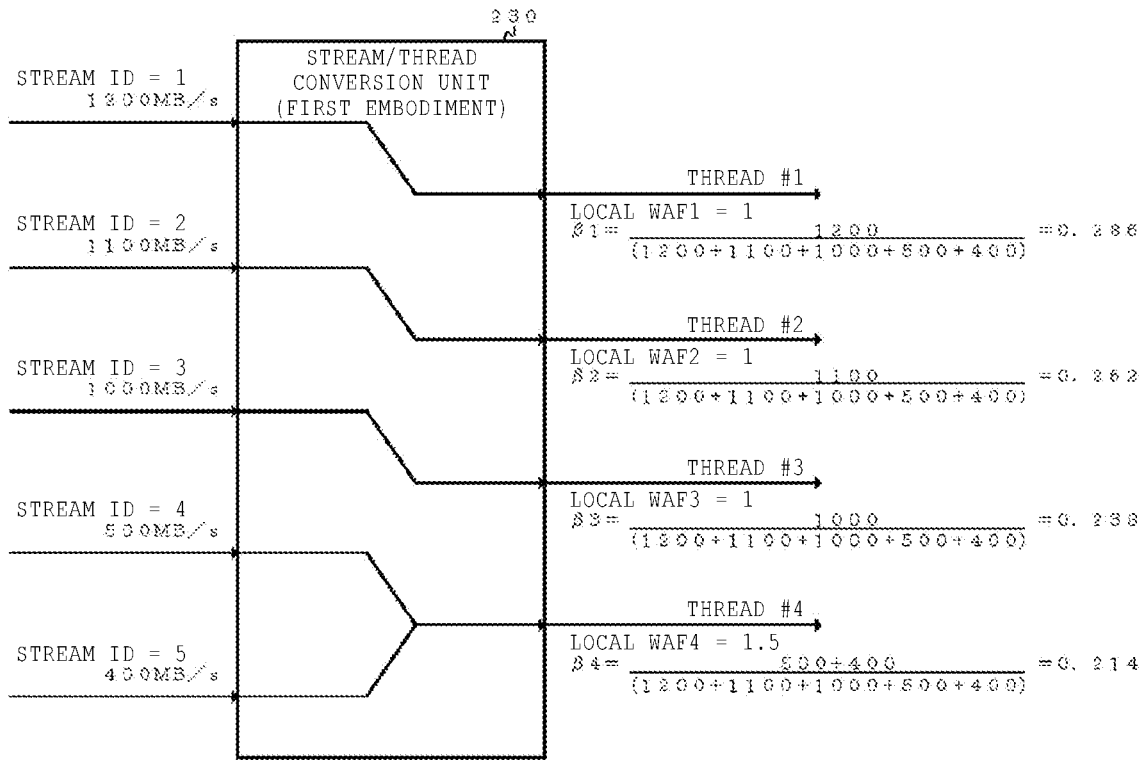 230
STREAM/THREAD
CONVERSION UNIT
(FIRST EMBODIMENT)
STREAM ID = 1
1200MB/s
THREAD #1
LOCAL WAF1 = 1
β1= 1200 =0. 286
(1200+1100+1000+500+400)
STREAM ID = 2
1100MB/s
THREAD #2
LOCAL WAF2 = 1
β2= 1100 =0. 262
(1200+1100+1000+500+400)
STREAM ID = 3
1000MB/s
THREAD #3
LOCAL WAF3 = 1
β3= 1000 =0. 238
(1200+1100+1000+500+400)
STREAM ID = 4
500MB/s
THREAD #4
LOCAL WAF4 = 1.5
β4= 500+400 =0. 214
(1200+1100+1000+500+400)
STREAM ID = 5
400MB/s